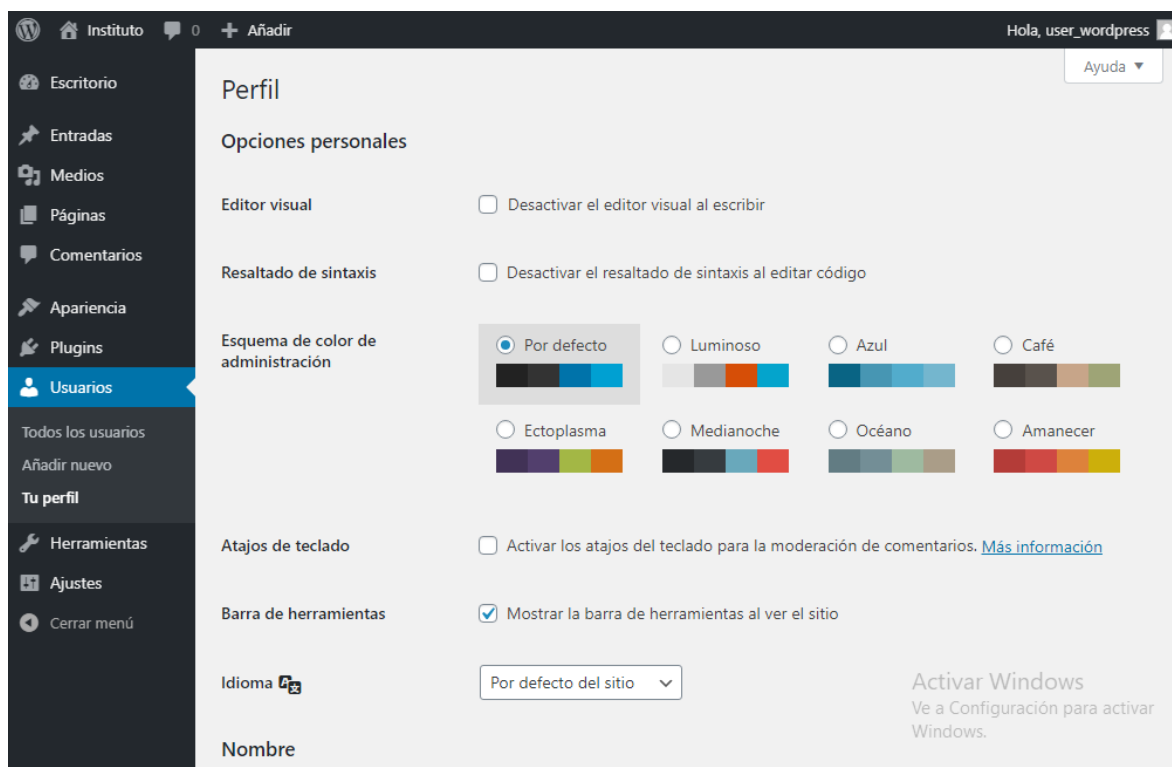 Instituto 0 Añadir Hola, user_wordpress
Ayuda
Escritorio
Entradas
Medios
Páginas
Comentarios
Apariencia
Plugins
Usuarios
Todos los usuarios
Añadir nuevo
Tu perfil
Herramientas
Ajustes
Cerrar menú
Perfil
Opciones personales
Editor visual Desactivar el editor visual al escribir
Resaltado de sintaxis Desactivar el resaltado de sintaxis al editar código
Esquema de color de
administración
Por defecto Luminoso Azul Café
Ectoplasma Medianoche Océano Amanecer
Atajos de teclado Activar los atajos del teclado para la moderación de comentarios. Más información
Barra de herramientas Mostrar la barra de herramientas al ver el sitio
Idioma Por defecto del sitio
Nombre
Activar Windows
Ve a Configuración para activar
Windows.